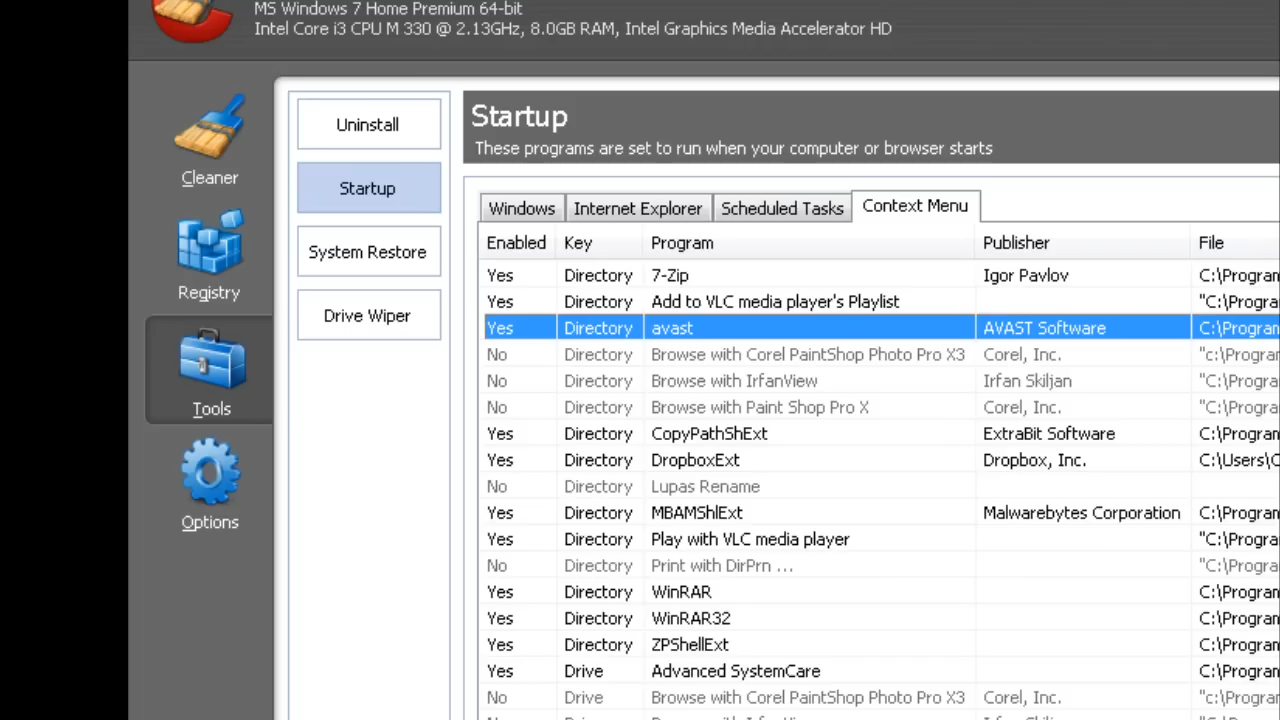 MS Windows 7 Home Premium 64-bit
Intel Core i3 CPU M 330 @ 2.13GHz, 8.0GB RAM, Intel Graphics Media Accelerator HD
Cleaner
Registry
Tools
Options
Uninstall
Startup
System Restore
Drive Wiper
Startup
These programs are set to run when your computer or browser starts
Windows Internet Explorer Scheduled Tasks Context Menu
Enabled Key Program Publisher File
Yes Directory 7-Zip Igor Pavlov C:\Program
Yes Directory Add to VLC media player's Playlist "C:\Progra
Yes Directory avast AVAST Software C:\Program
No Directory Browse with Corel PaintShop Photo Pro X3 Corel, Inc. "c:\Progra
No Directory Browse with IrfanView Irfan Skiljan "C:\Progra
No Directory Browse with Paint Shop Pro X Corel, Inc. "C:\Progra
Yes Directory CopyPathShExt ExtraBit Software C:\Program
Yes Directory DropboxExt Dropbox, Inc. C:\Users\C
No Directory Lupas Rename
Yes Directory MBAMShlExt Malwarebytes Corporation C:\Program
Yes Directory Play with VLC media player "C:\Progra
No Directory Print with DirPrn ... "C:\Progra
Yes Directory WinRAR C:\Program
Yes Directory WinRAR32 C:\Program
Yes Directory ZPShellExt C:\Program
Yes Drive Advanced SystemCare C:\Program
No Drive Browse with Corel PaintShop Photo Pro X3 Corel, Inc. "c:\Progra